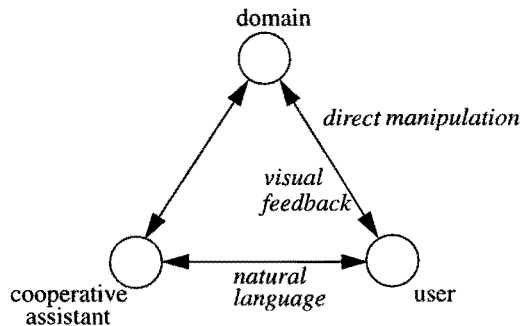 domain
direct manipulation
visual
feedback
natural
language
cooperative
assistant
user